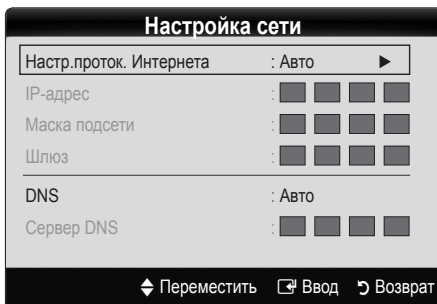 Настройка сети
Настр.проток. Интернета : Авто ►
IP-адрес :
Маска подсети :
Шлюз :
DNS : Авто
Сервер DNS :
Переместить Ввод Возврат